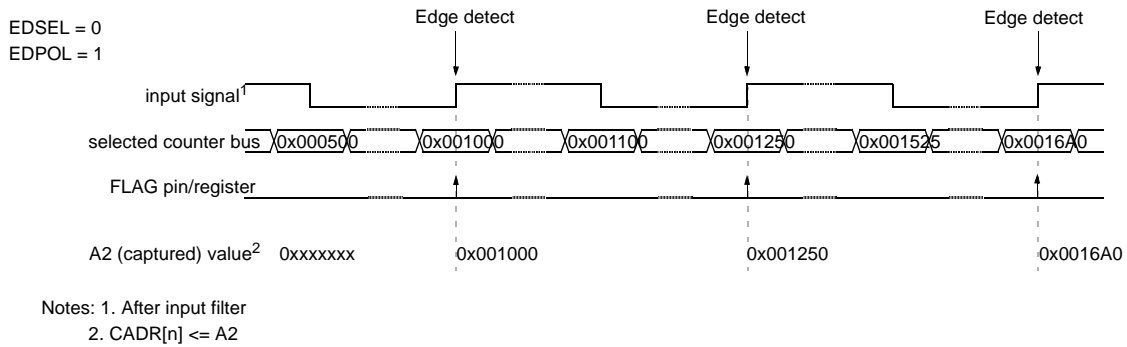 EDSEL = 0
EDPOL = 1
Edge detect Edge detect Edge detect
input signal1
selected counter bus 0x000500 0x001000 0x001100 0x001250 0x001525 0x0016A0
FLAG pin/register
A2 (captured) value2 0xxxxxxx 0x001000 0x001250 0x0016A0
Notes: 1. After input filter
2. CADR[n] <= A2